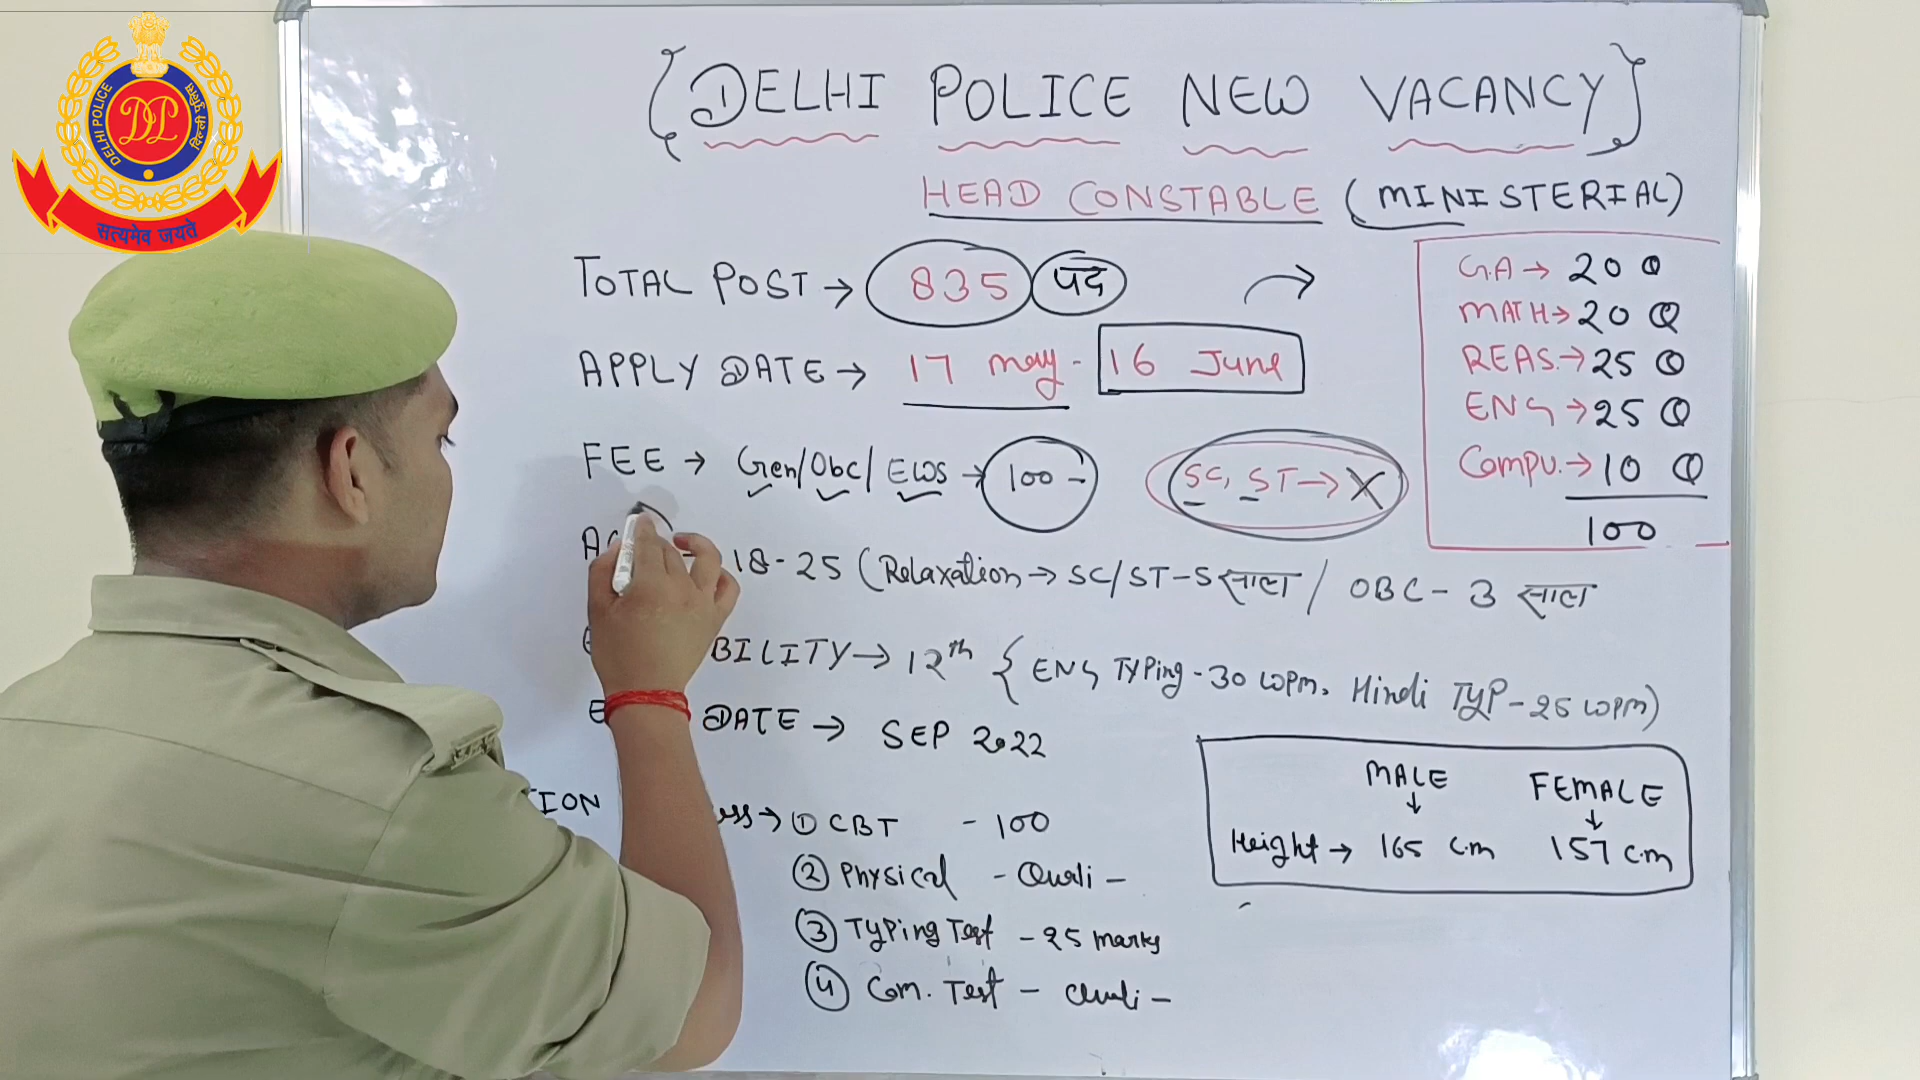 DELHI POLICE
दिल्ली पुलिस
DP
सत्यमेव जयते
{DELHI POLICE NEW VACANCY}
HEAD CONSTABLE (MINISTERIAL)
TOTAL POST → 835 पद
APPLY DATE → 17 may - 16 June
FEE → Gen/Obc/ EWS → 100 -
SC, ST → X
G.A → 20 Q
MATH → 20 Q
REAS. → 25 Q
ENG → 25 Q
Compu. → 10 Q
100
18 - 25 (Relaxation → SC/ST - 5 साल / OBC - 3 साल
BILITY → 12th { ENG TYPing - 30 WPM. Hindi TYP - 25 WPM)
DATE → SEP 2022
TION ess → ① CBT - 100
② Physical - Quali -
③ Typing Test - 25 marks
④ Com. Test - Quali -
MALE FEMALE
↓ ↓
Height → 165 c.m 157 c.m